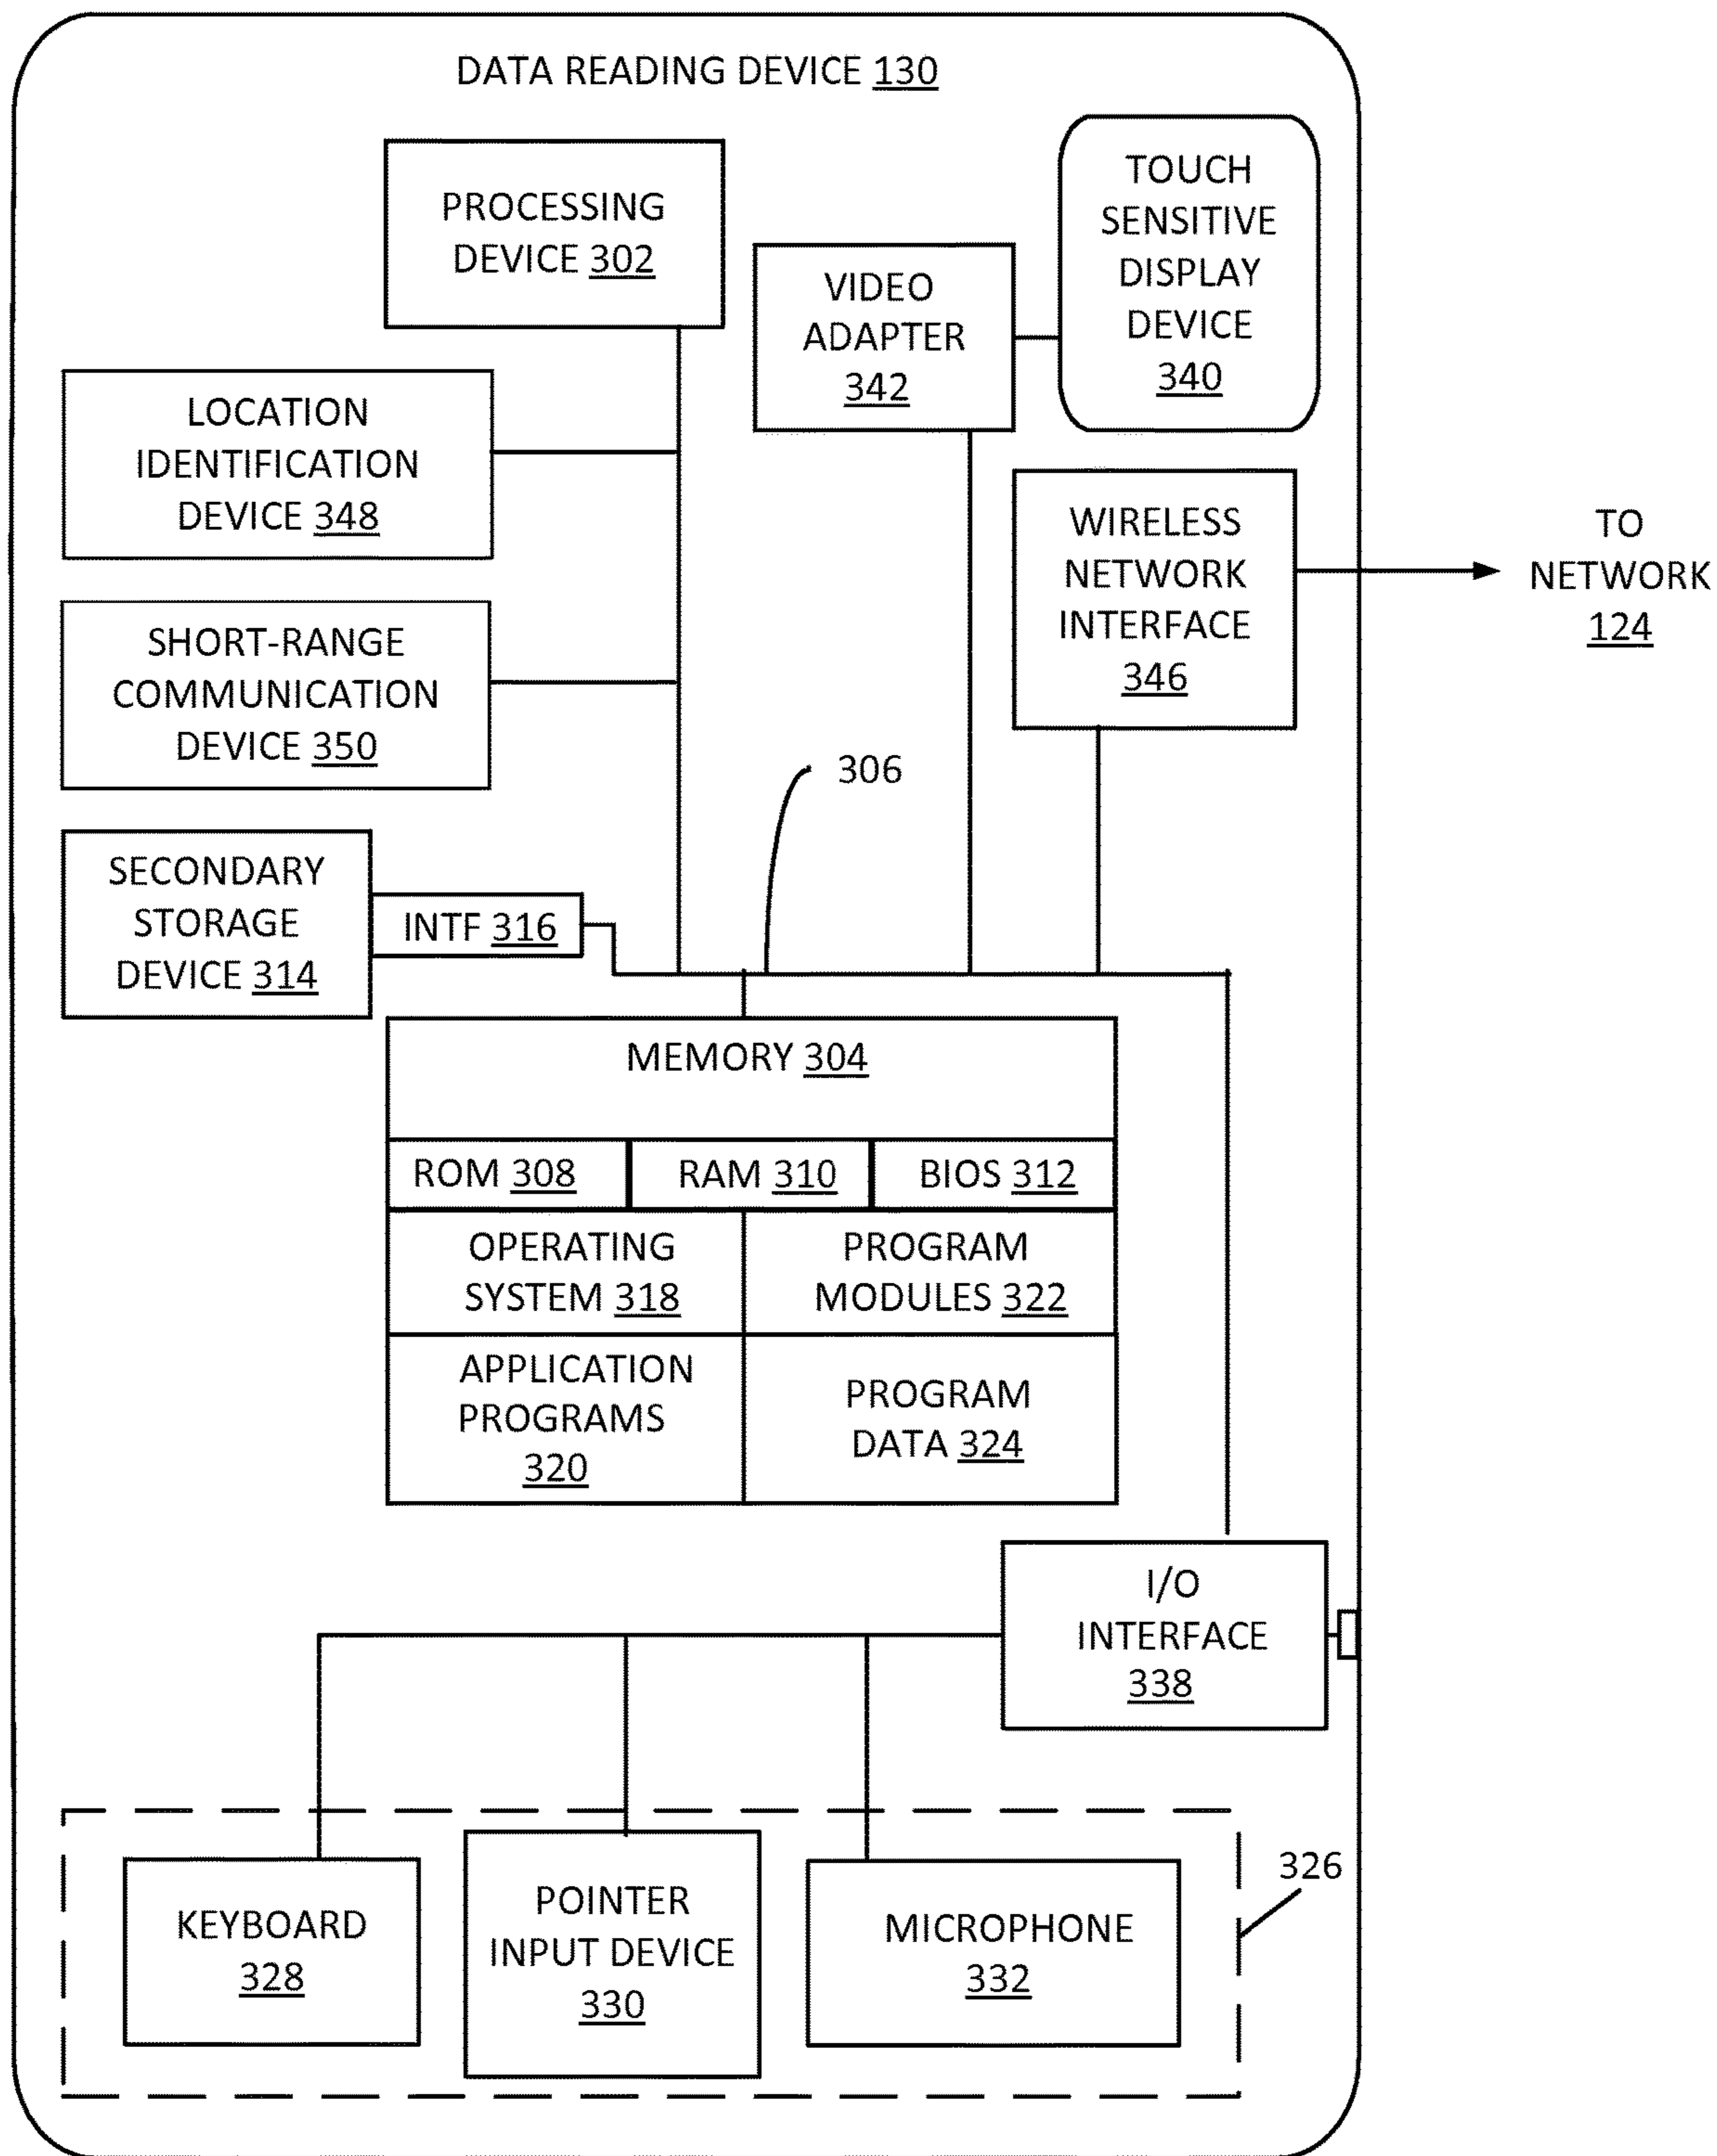 DATA READING DEVICE 130
PROCESSING
DEVICE 302
VIDEO
ADAPTER
342
TOUCH
SENSITIVE
DISPLAY
DEVICE
340
LOCATION
IDENTIFICATION
DEVICE 348
WIRELESS
NETWORK
INTERFACE
346
TO
NETWORK
124
SHORT-RANGE
COMMUNICATION
DEVICE 350
306
SECONDARY
STORAGE
DEVICE 314
INTF 316
MEMORY 304
ROM 308
RAM 310
BIOS 312
OPERATING
SYSTEM 318
PROGRAM
MODULES 322
APPLICATION
PROGRAMS
320
PROGRAM
DATA 324
I/O
INTERFACE
338
326
KEYBOARD
328
POINTER
INPUT DEVICE
330
MICROPHONE
332